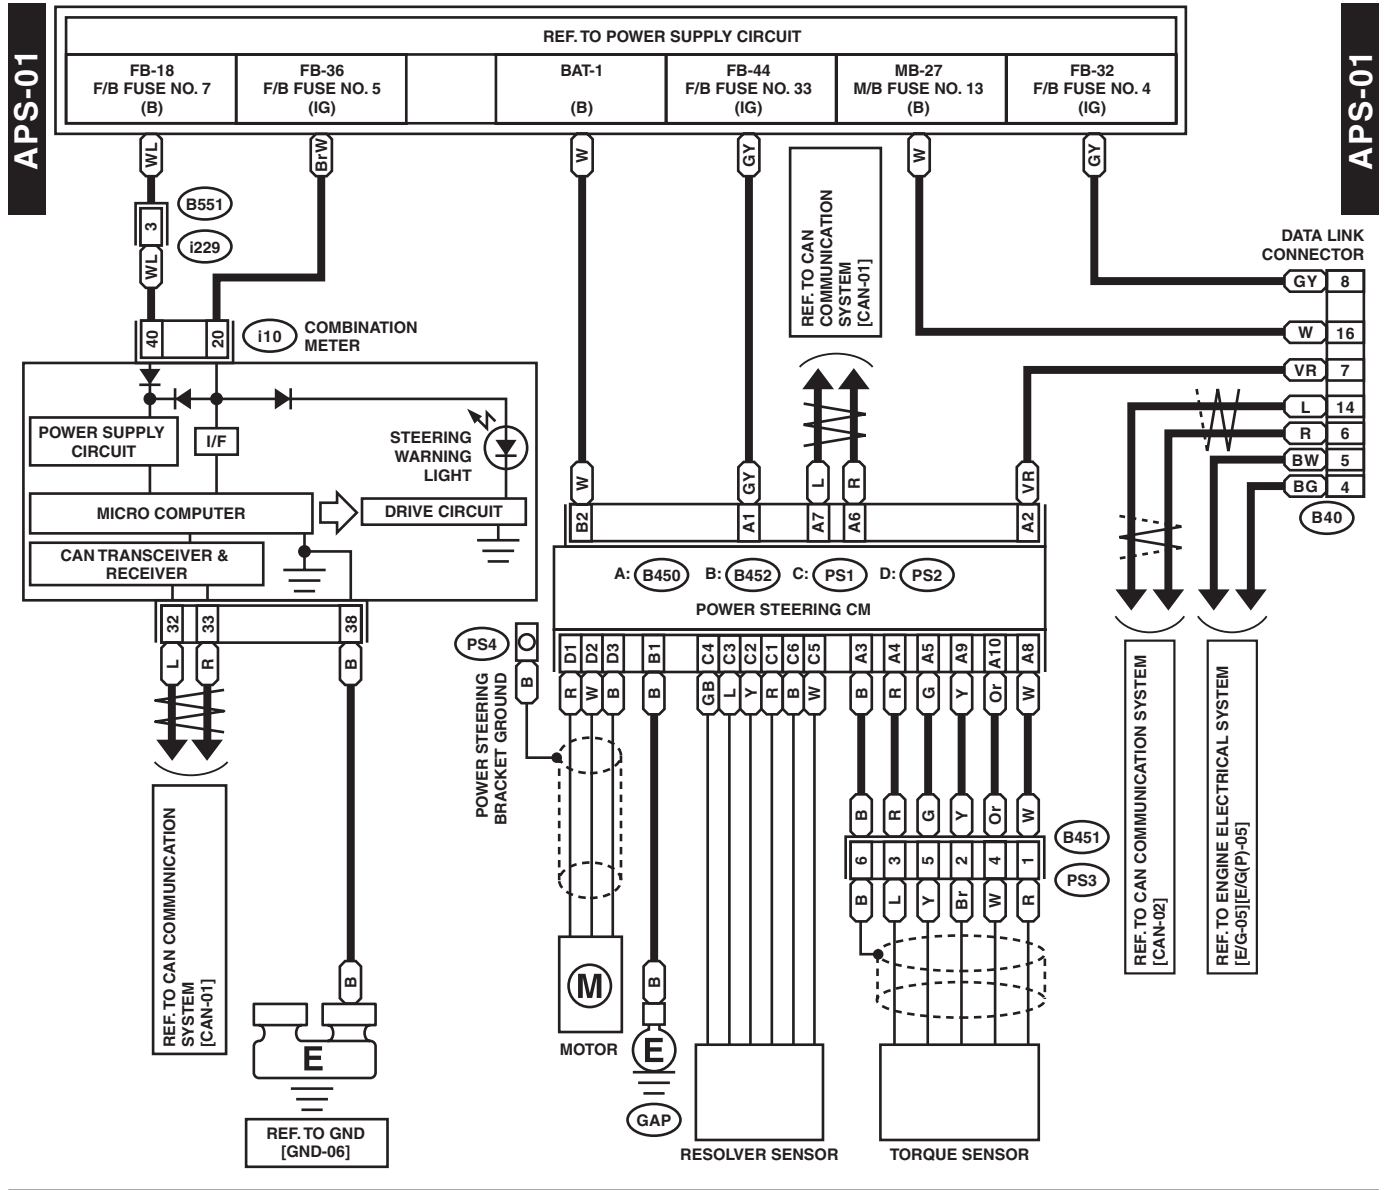 APS-01
APS-01
REF. TO POWER SUPPLY CIRCUIT
FB-18
F/B FUSE NO. 7
(B)
FB-36
F/B FUSE NO. 5
(IG)
BAT-1
(B)
FB-44
F/B FUSE NO. 33
(IG)
MB-27
M/B FUSE NO. 13
(B)
FB-32
F/B FUSE NO. 4
(IG)
WL
BrW
W
GY
W
GY
B551
3
i229
WL
REF. TO CAN
COMMUNICATION
SYSTEM
[CAN-01]
DATA LINK
CONNECTOR
GY 8
W 16
VR 7
L 14
R 6
BW 5
BG 4
B40
40
20
i10
COMBINATION
METER
POWER SUPPLY
CIRCUIT
I/F
STEERING
WARNING
LIGHT
MICRO COMPUTER
DRIVE CIRCUIT
CAN TRANSCEIVER &
RECEIVER
W
GY
L
R
VR
B2
A1
A7
A6
A2
A: B450 B: B452 C: PS1 D: PS2
POWER STEERING CM
32
33
38
L
R
B
PS4
B
POWER STEERING
BRACKET GROUND
D1
D2
D3
B1
C4
C3
C2
C1
C6
C5
A3
A4
A5
A9
A10
A8
R
W
B
B
GB
L
Y
R
B
W
B
R
G
Y
Or
W
B
R
G
Y
Or
W
B451
6
3
5
2
4
1
PS3
B
L
Y
Br
W
R
REF. TO CAN COMMUNICATION SYSTEM
[CAN-02]
REF. TO ENGINE ELECTRICAL SYSTEM
[E/G-05][E/G(P)-05]
REF. TO CAN COMMUNICATION
SYSTEM
[CAN-01]
B
E
REF. TO GND
[GND-06]
M
MOTOR
B
E
GAP
RESOLVER SENSOR
TORQUE SENSOR